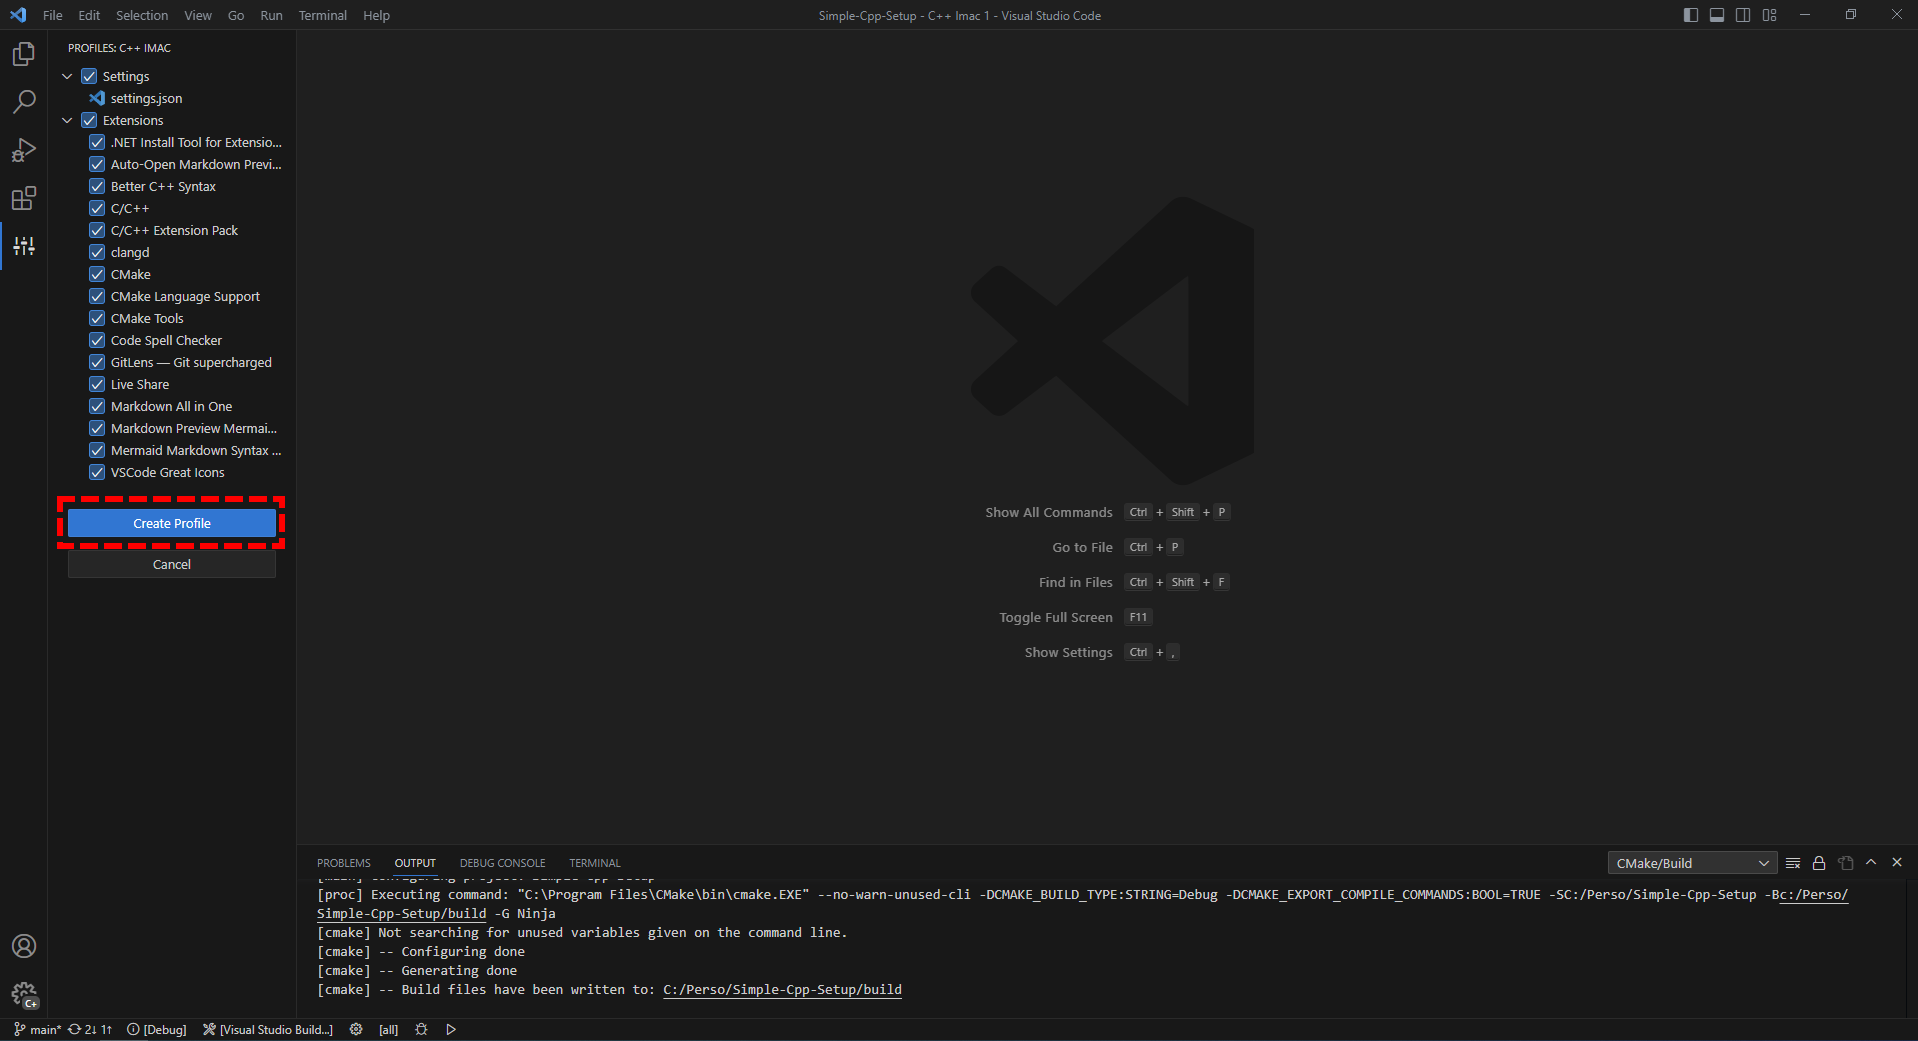 File Edit Selection View Go Run Terminal Help
Simple-Cpp-Setup - C++ Imac 1 - Visual Studio Code
PROFILES: C++ IMAC
Settings
settings.json
Extensions
.NET Install Tool for Extensio...
Auto-Open Markdown Previ...
Better C++ Syntax
C/C++
C/C++ Extension Pack
clangd
CMake
CMake Language Support
CMake Tools
Code Spell Checker
GitLens — Git supercharged
Live Share
Markdown All in One
Markdown Preview Mermai...
Mermaid Markdown Syntax ...
VSCode Great Icons
Create Profile
Cancel
Show All Commands Ctrl + Shift + P
Go to File Ctrl + P
Find in Files Ctrl + Shift + F
Toggle Full Screen F11
Show Settings Ctrl + ,
PROBLEMS OUTPUT DEBUG CONSOLE TERMINAL
CMake/Build
[main] Configuring project: Simple-Cpp-Setup
[proc] Executing command: "C:\Program Files\CMake\bin\cmake.EXE" --no-warn-unused-cli -DCMAKE_BUILD_TYPE:STRING=Debug -DCMAKE_EXPORT_COMPILE_COMMANDS:BOOL=TRUE -SC:/Perso/Simple-Cpp-Setup -Bc:/Perso/
Simple-Cpp-Setup/build -G Ninja
[cmake] Not searching for unused variables given on the command line.
[cmake] -- Configuring done
[cmake] -- Generating done
[cmake] -- Build files have been written to: C:/Perso/Simple-Cpp-Setup/build
C+
main* 2↓ 1↑ [Debug] [Visual Studio Build...] [all]